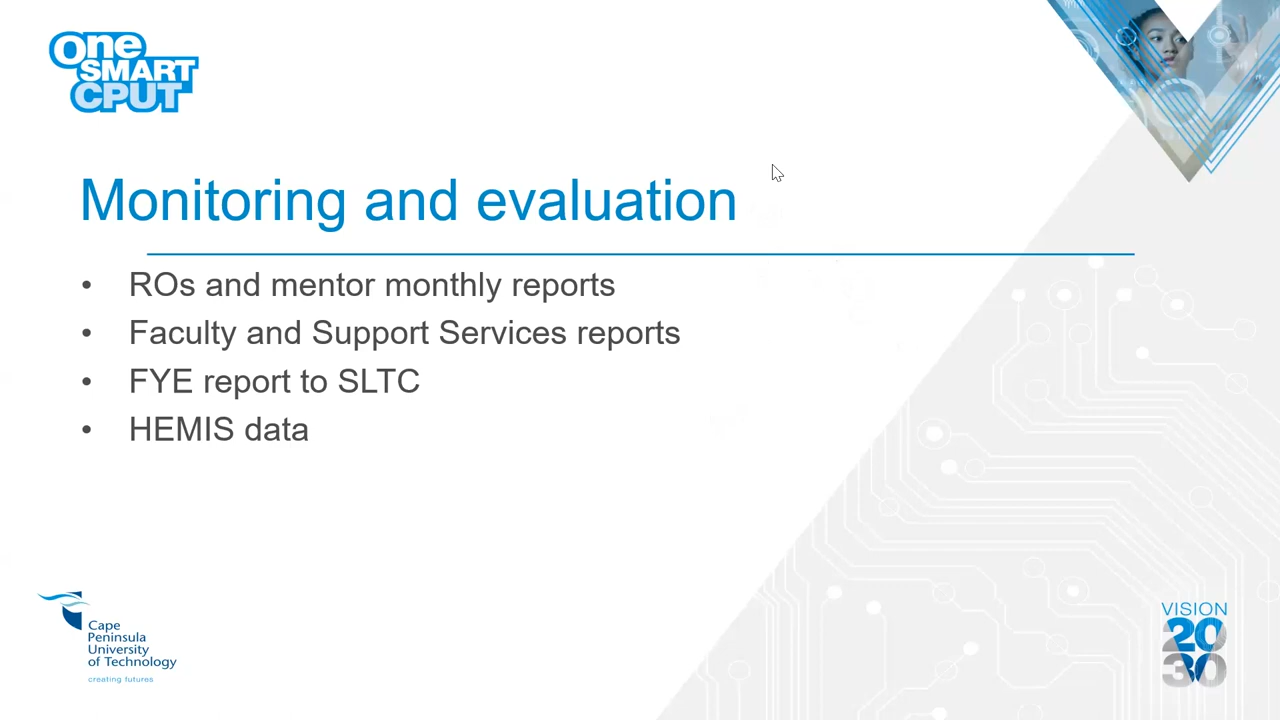 One
SMART
CPUT
Monitoring and evaluation
• ROs and mentor monthly reports
• Faculty and Support Services reports
• FYE report to SLTC
• HEMIS data
Cape
Peninsula
University
of Technology
creating futures
VISION
20
30